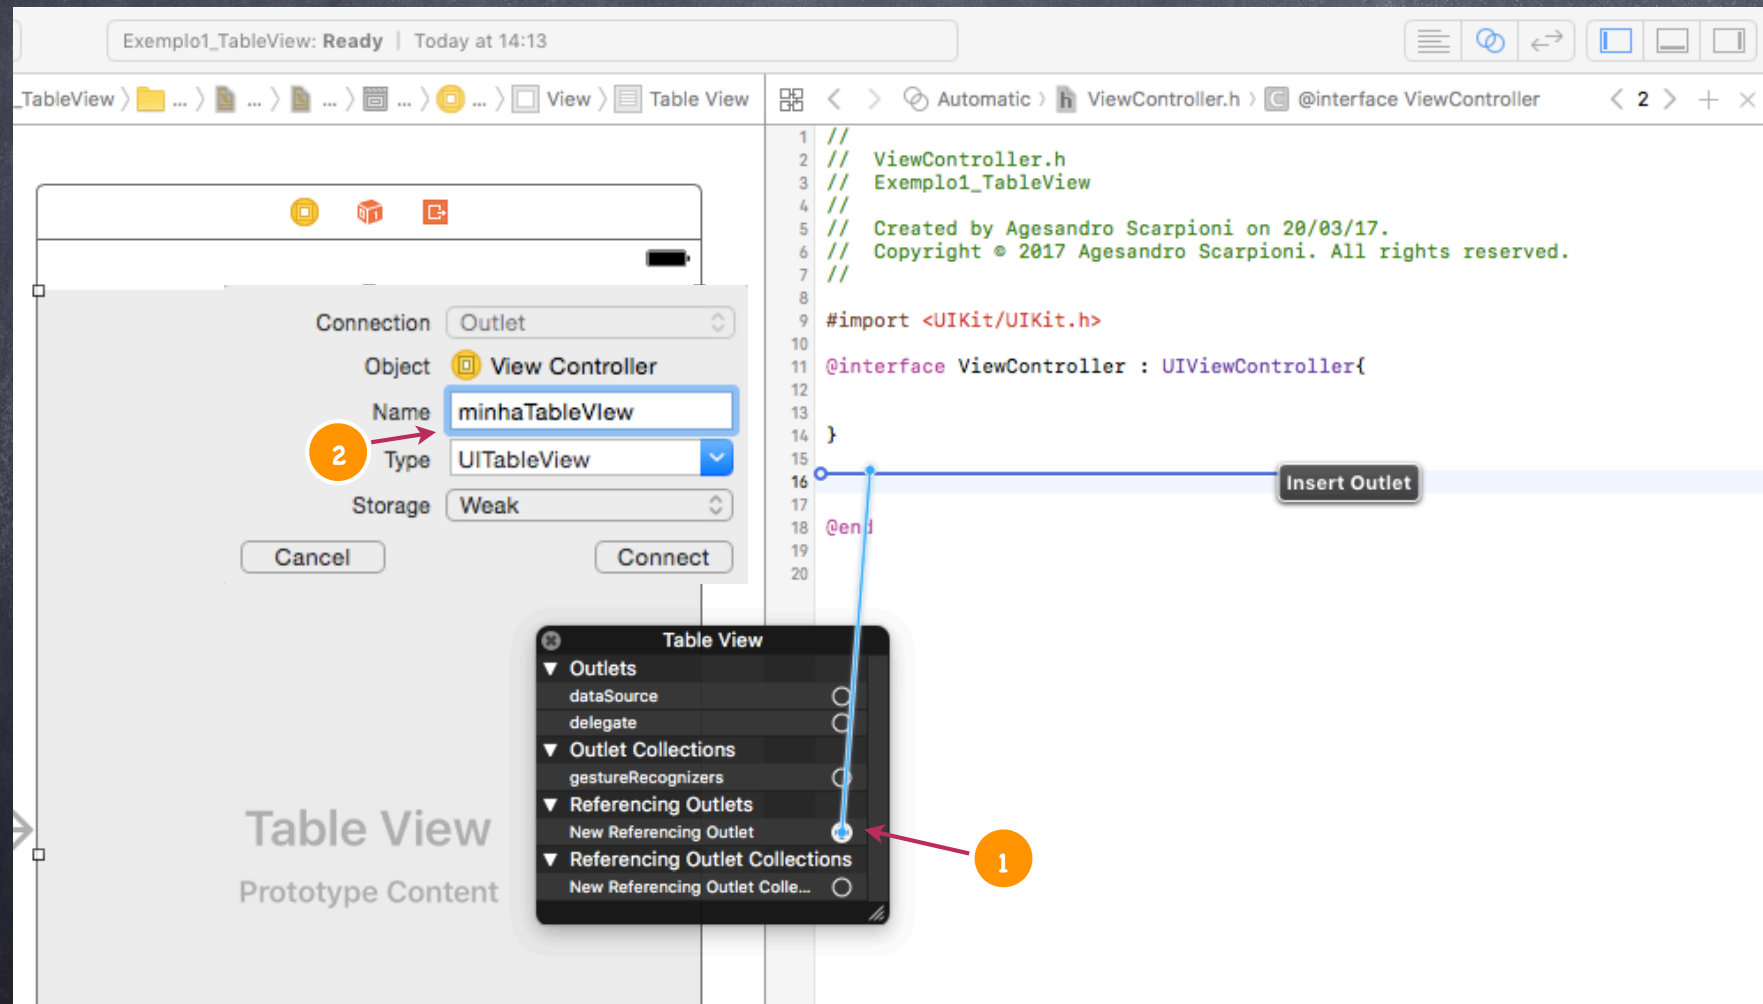 Exemplo1_TableView: Ready | Today at 14:13
_TableView 〉 ... 〉 ... 〉 ... 〉 ... 〉 ... 〉 View 〉 Table View
Automatic 〉 h ViewController.h 〉 C @interface ViewController
2
1 //
2 // ViewController.h
3 // Exemplo1_TableView
4 //
5 // Created by Agesandro Scarpioni on 20/03/17.
6 // Copyright © 2017 Agesandro Scarpioni. All rights reserved.
7 //
8
9 #import <UIKit/UIKit.h>
10
11 @interface ViewController : UIViewController{
12
13
14 }
15
16
17
18 @end
19
20
Insert Outlet
Connection Outlet
Object View Controller
Name minhaTableVIew
2
Type UITableView
Storage Weak
Cancel Connect
Table View
Outlets
dataSource
delegate
Outlet Collections
gestureRecognizers
Referencing Outlets
New Referencing Outlet
Referencing Outlet Collections
New Referencing Outlet Colle...
1
Table View
Prototype Content